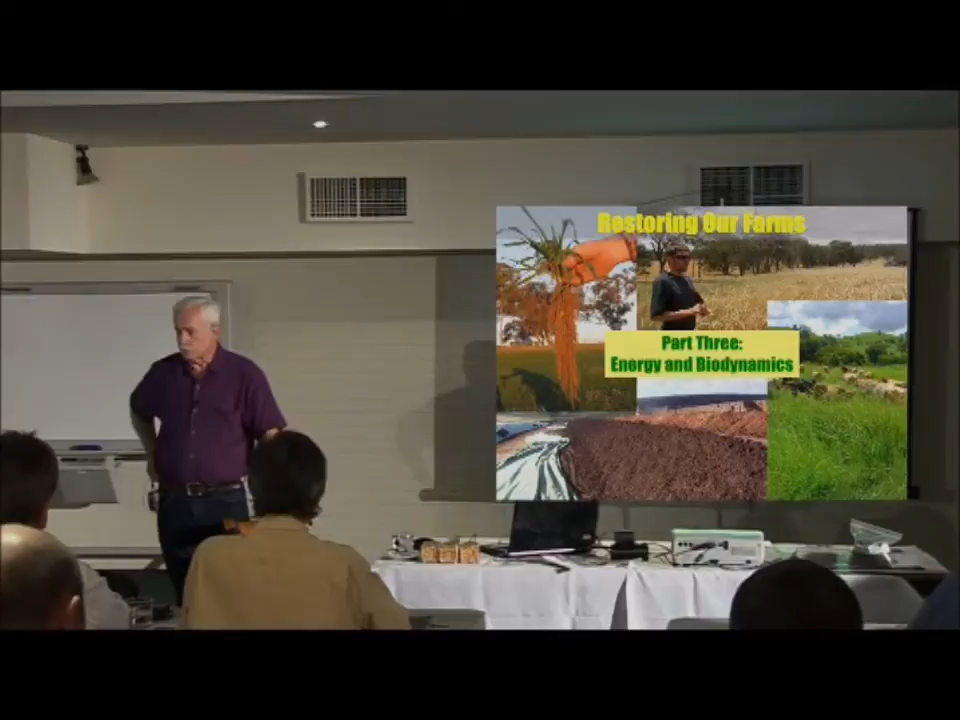 Restoring Our Farms
Part Three:
Energy and Biodynamics